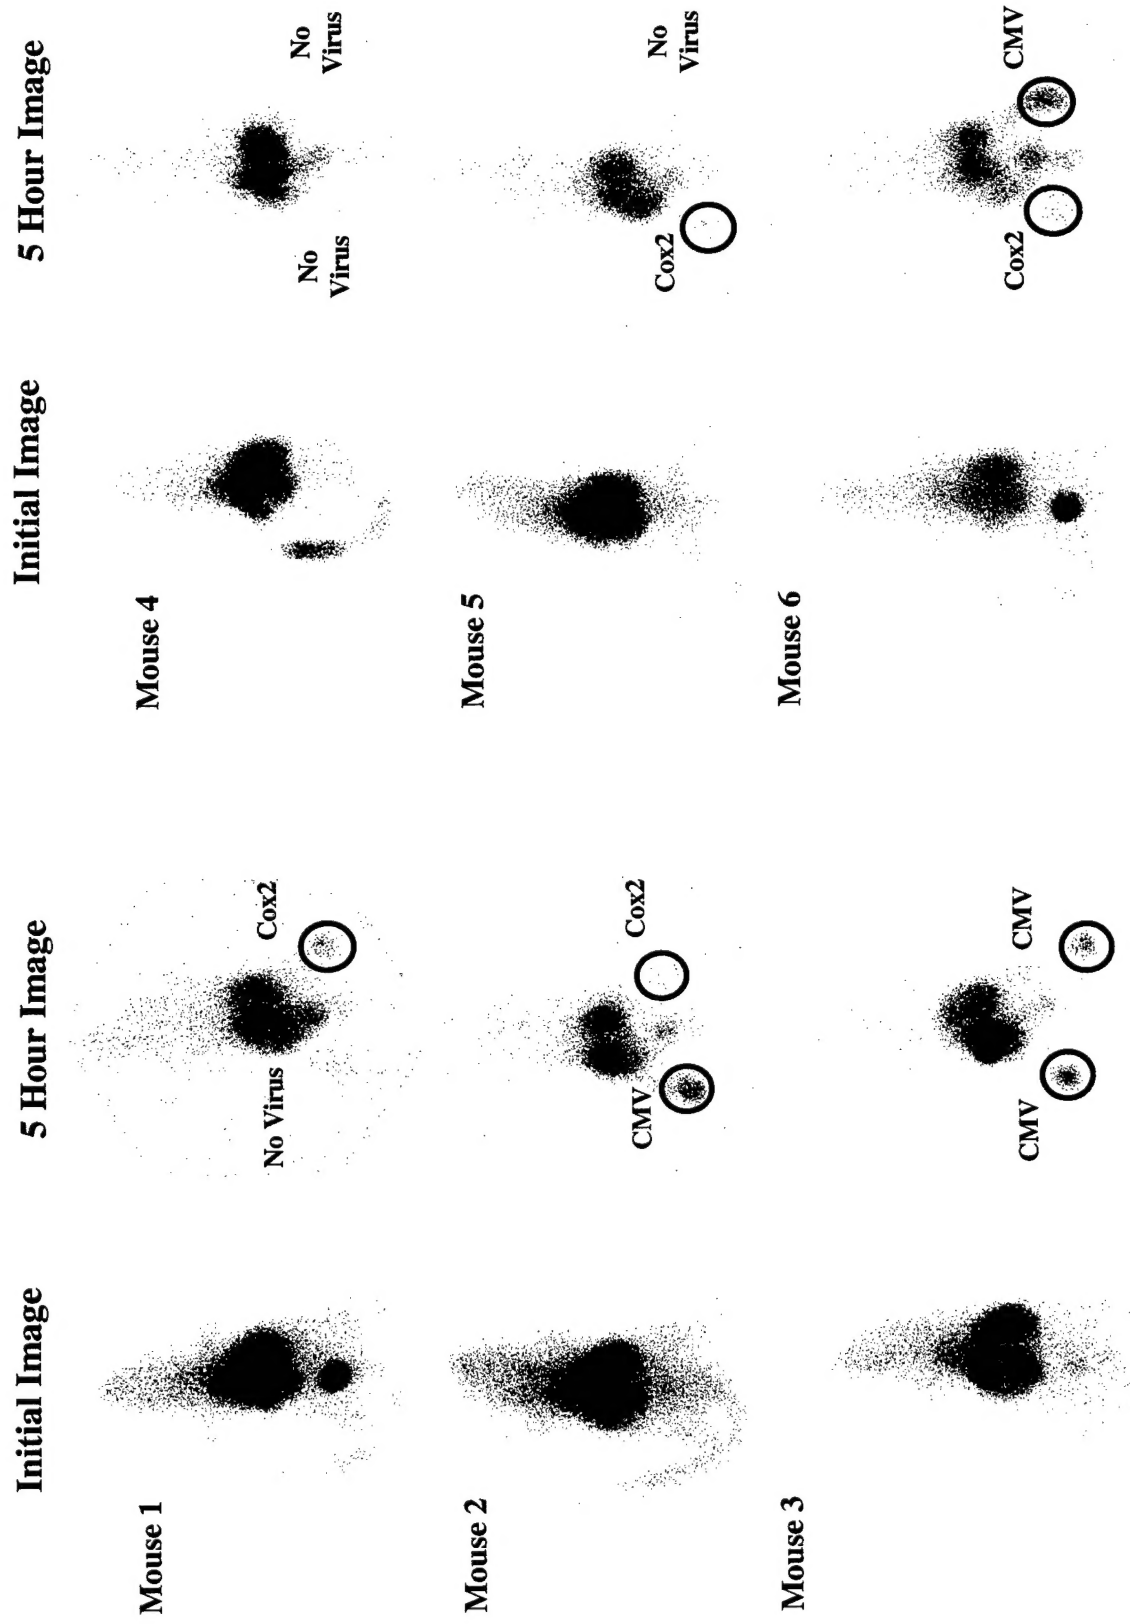 Initial Image
5 Hour Image
Initial Image
5 Hour Image
Mouse 1
No Virus
Cox2
Mouse 4
No
Virus
No
Virus
Mouse 2
CMV
Cox2
Mouse 5
Cox2
No
Virus
Mouse 3
CMV
CMV
Mouse 6
Cox2
CMV